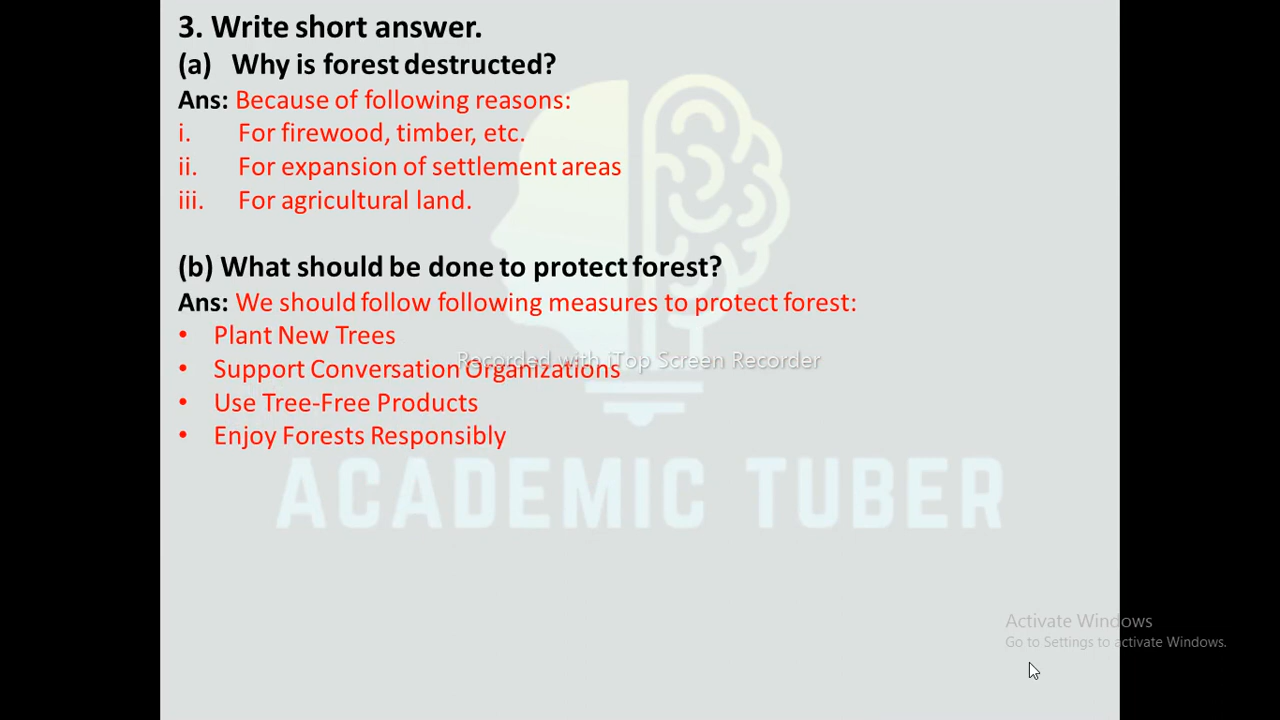 3. Write short answer.
(a) Why is forest destructed?
Ans: Because of following reasons:
i. For firewood, timber, etc.
ii. For expansion of settlement areas
iii. For agricultural land.
(b) What should be done to protect forest?
Ans: We should follow following measures to protect forest:
• Plant New Trees
Recorded with iTop Screen Recorder
• Support Conversation Organizations
• Use Tree-Free Products
• Enjoy Forests Responsibly
ACADEMIC TUBER
Activate Windows
Go to Settings to activate Windows.